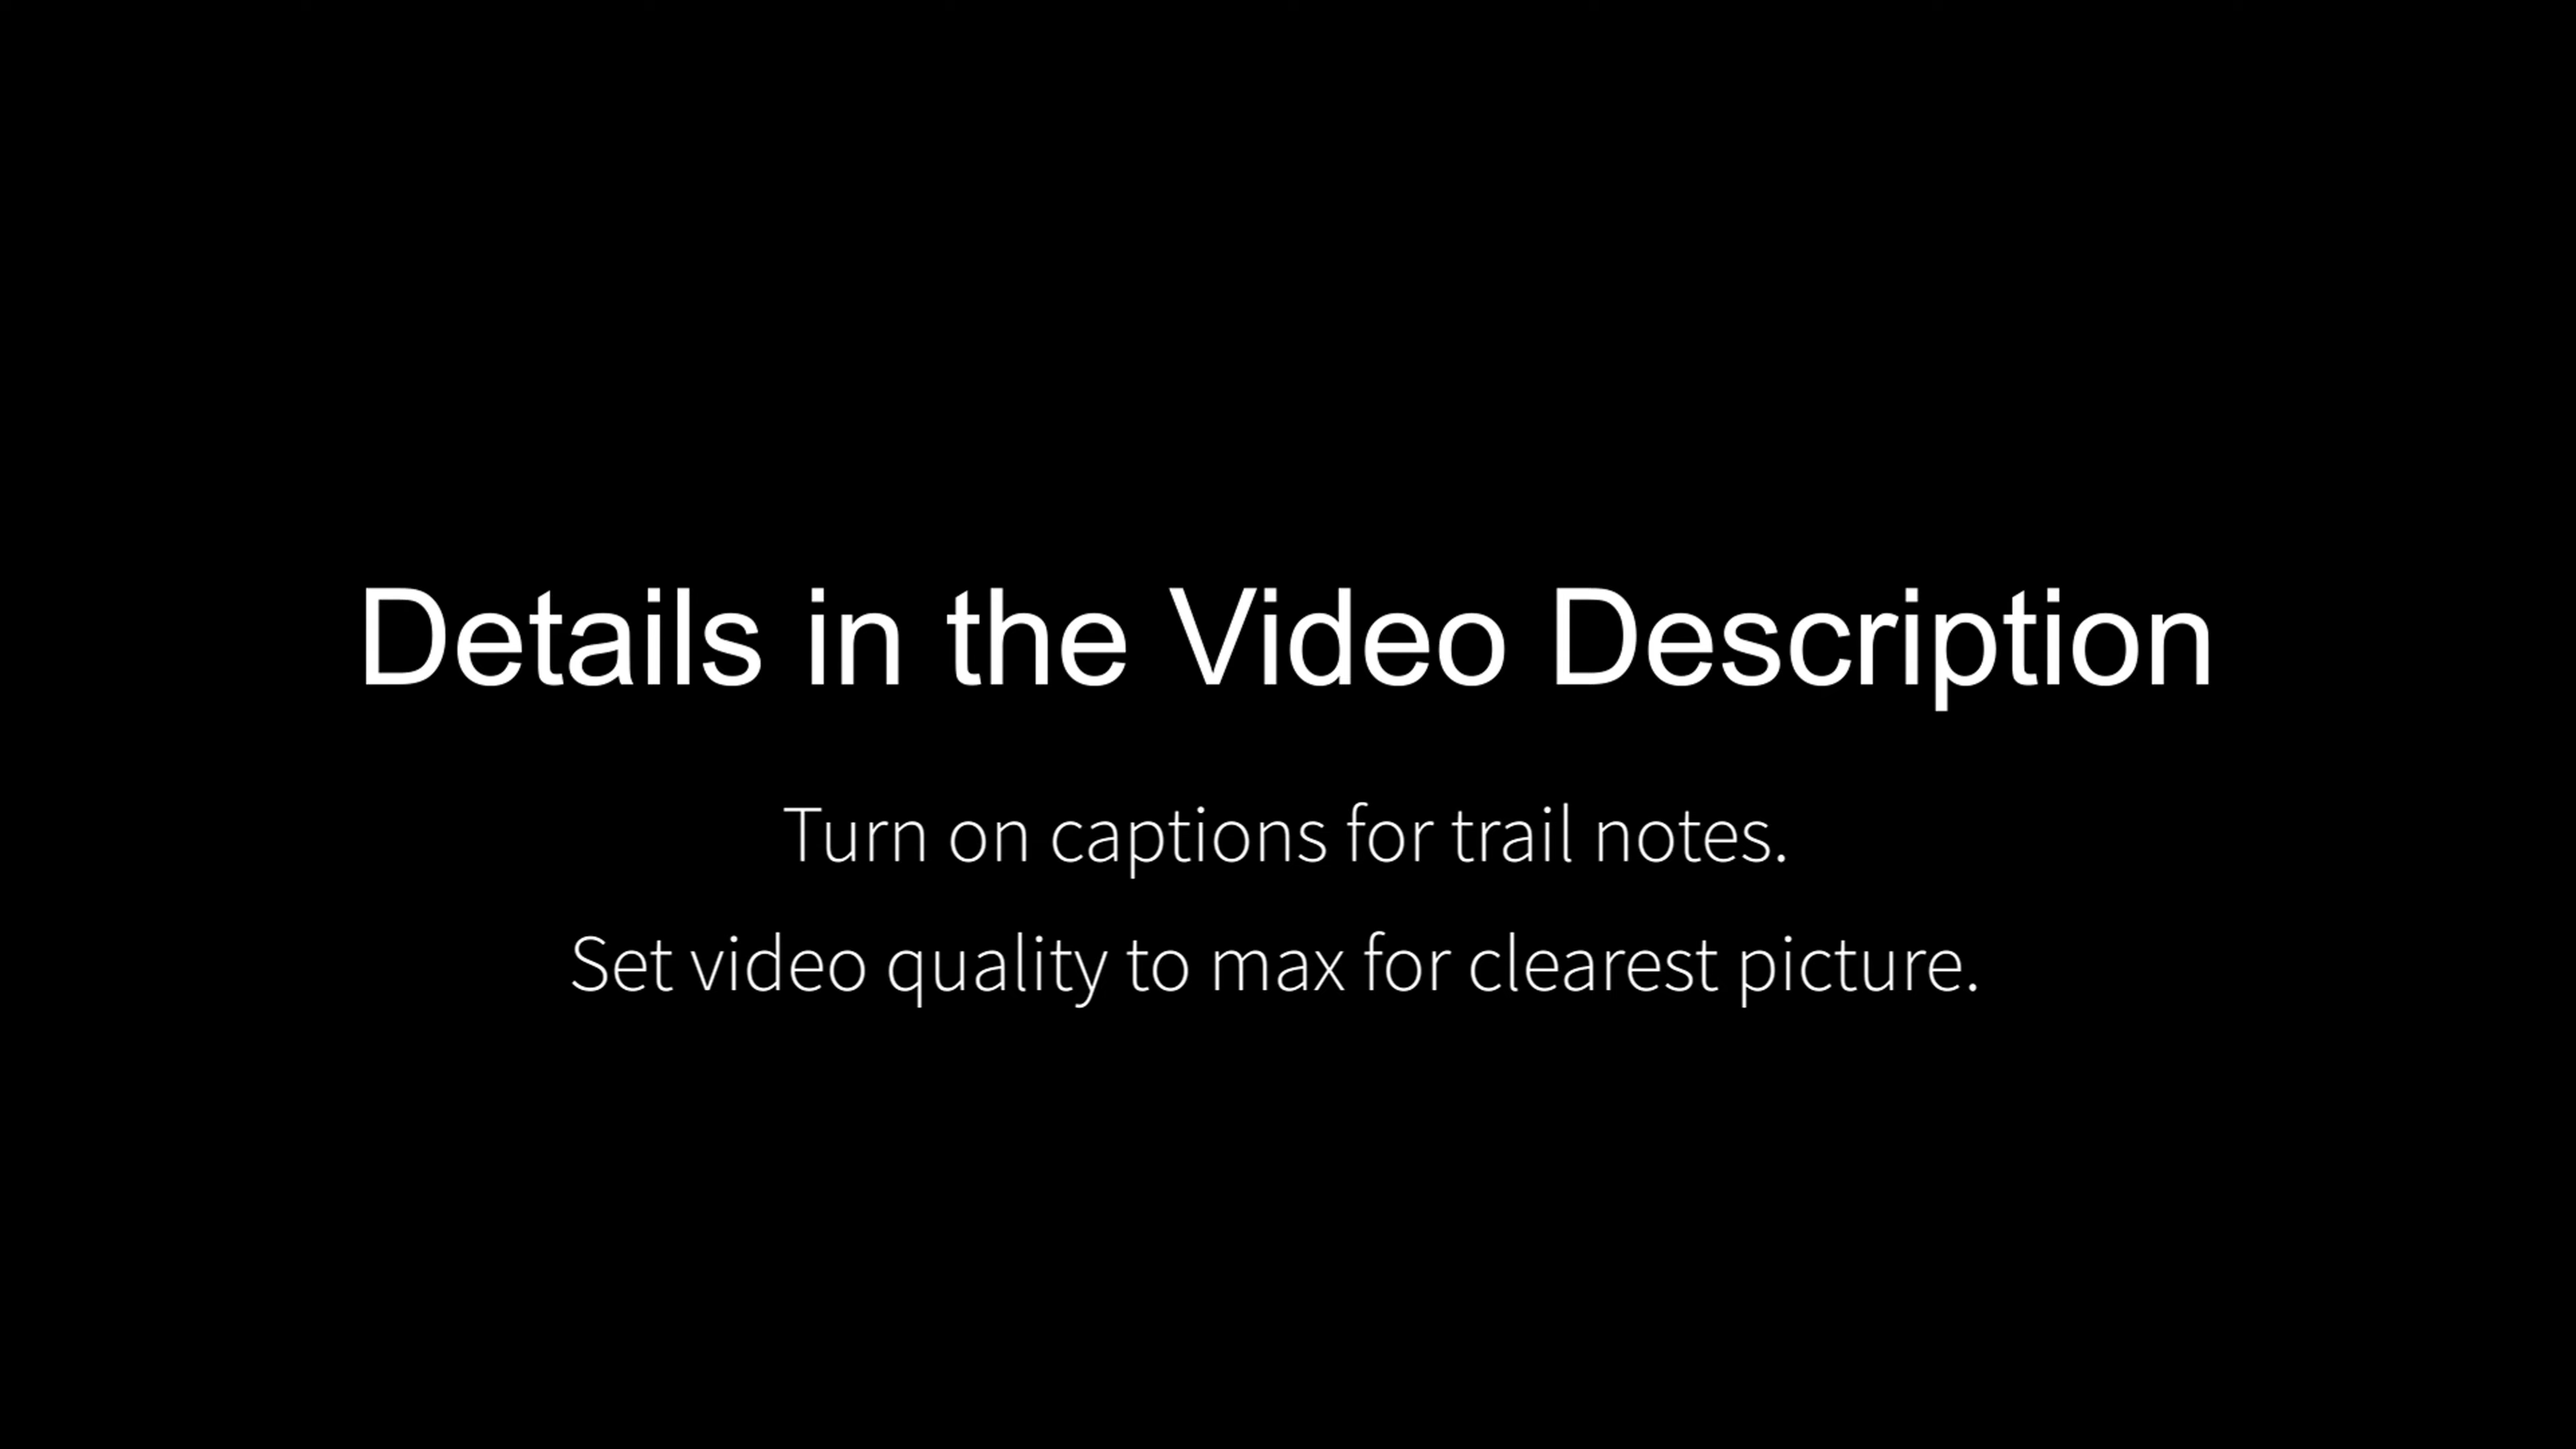 Details in the Video Description
Turn on captions for trail notes.
Set video quality to max for clearest picture.